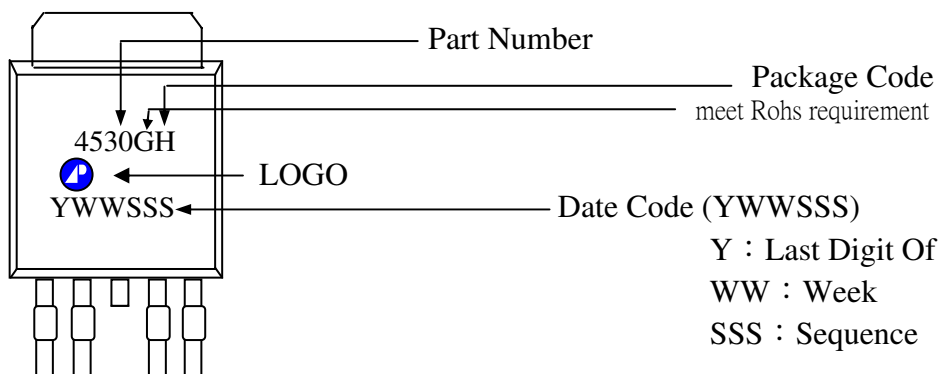 Part Number
Package Code
meet Rohs requirement
4530GH
LOGO
YWWSSS
Date Code (YWWSSS)
Y：Last Digit Of
WW：Week
SSS：Sequence